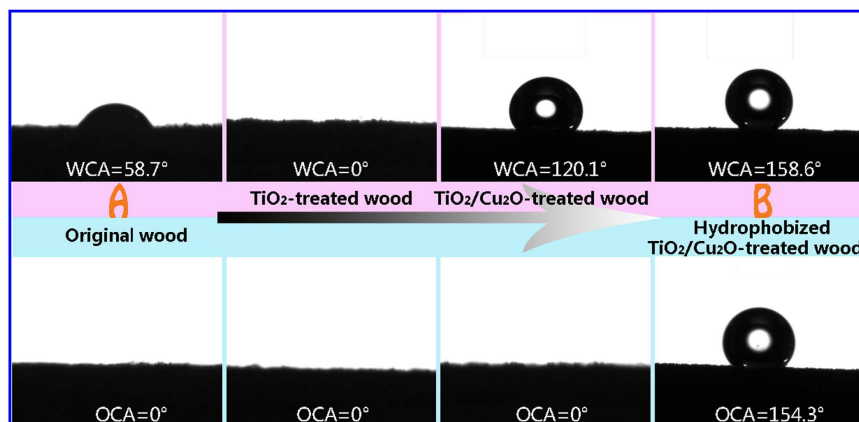 WCA=58.7°
WCA=0°
WCA=120.1°
WCA=158.6°
A
TiO₂-treated wood
TiO₂/Cu₂O-treated wood
B
Original wood
Hydrophobized
TiO₂/Cu₂O-treated wood
OCA=0°
OCA=0°
OCA=0°
OCA=154.3°